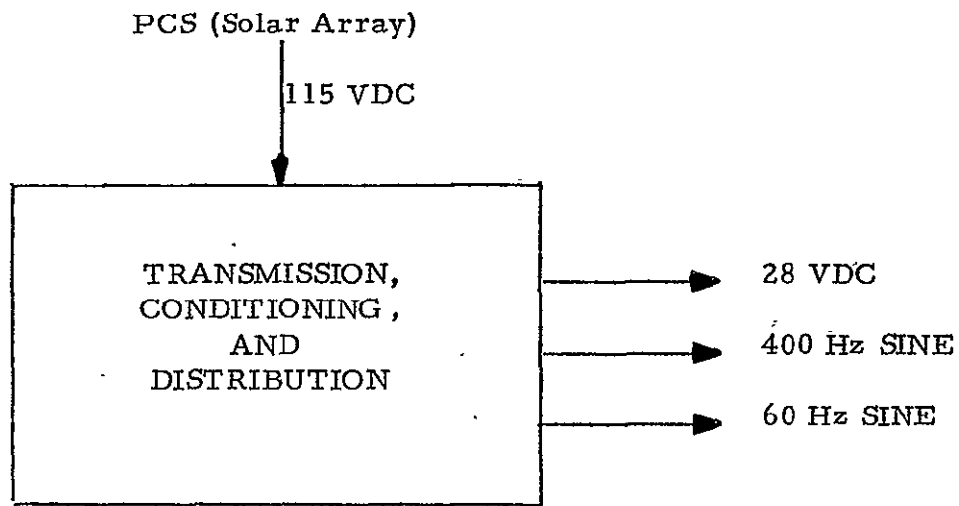 PCS (Solar Array)
115 VDC
TRANSMISSION,
CONDITIONING,
AND
DISTRIBUTION
28 VDC
400 Hz SINE
60 Hz SINE